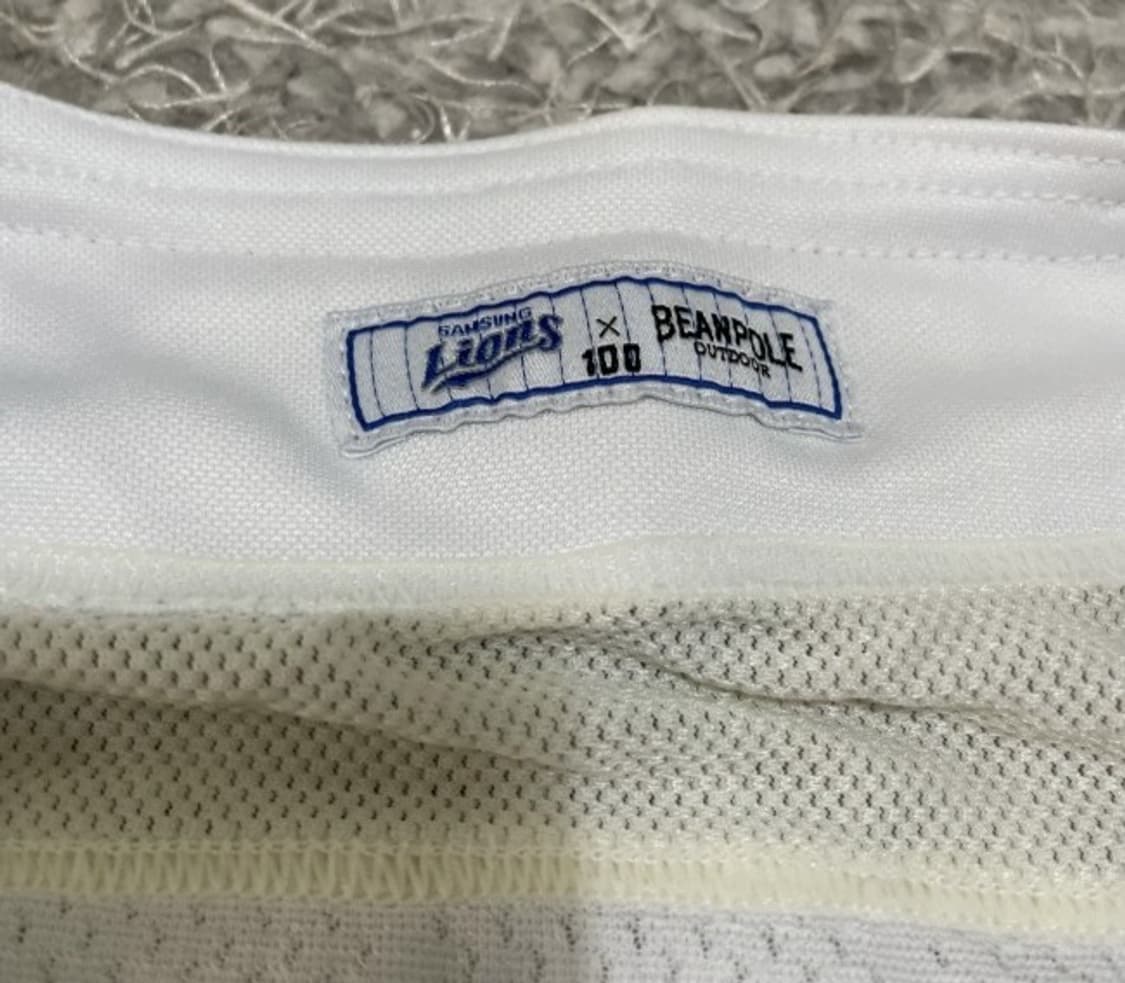 SAMSUNG
Lions
×
100
BEANPOLE
OUTDOOR